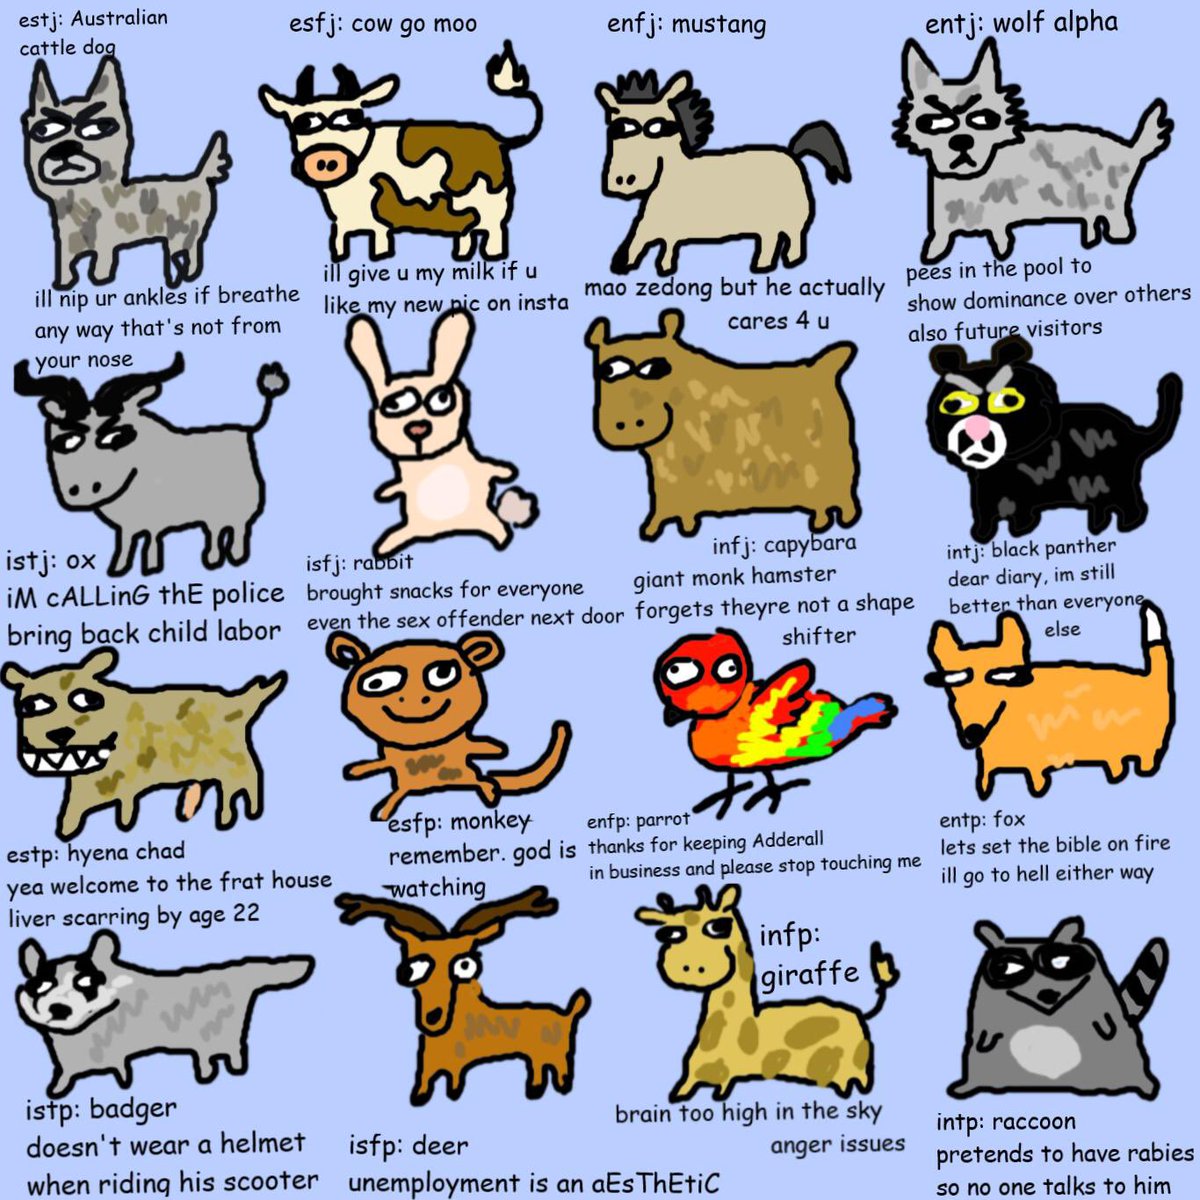 estj: Australian
cattle dog
ill nip ur ankles if breathe
any way that's not from
your nose
esfj: cow go moo
ill give u my milk if u
like my new pic on insta
enfj: mustang
mao zedong but he actually
cares 4 u
entj: wolf alpha
pees in the pool to
show dominance over others
also future visitors
istj: ox
iM cALLinG thE police
bring back child labor
isfj: rabbit
brought snacks for everyone
even the sex offender next door
infj: capybara
giant monk hamster
forgets theyre not a shape
shifter
intj: black panther
dear diary, im still
better than everyone
else
estp: hyena chad
yea welcome to the frat house
liver scarring by age 22
esfp: monkey
remember. god is
watching
enfp: parrot
thanks for keeping Adderall
in business and please stop touching me
entp: fox
lets set the bible on fire
ill go to hell either way
istp: badger
doesn't wear a helmet
when riding his scooter
isfp: deer
unemployment is an aEsThEtiC
infp:
giraffe
brain too high in the sky
anger issues
intp: raccoon
pretends to have rabies
so no one talks to him